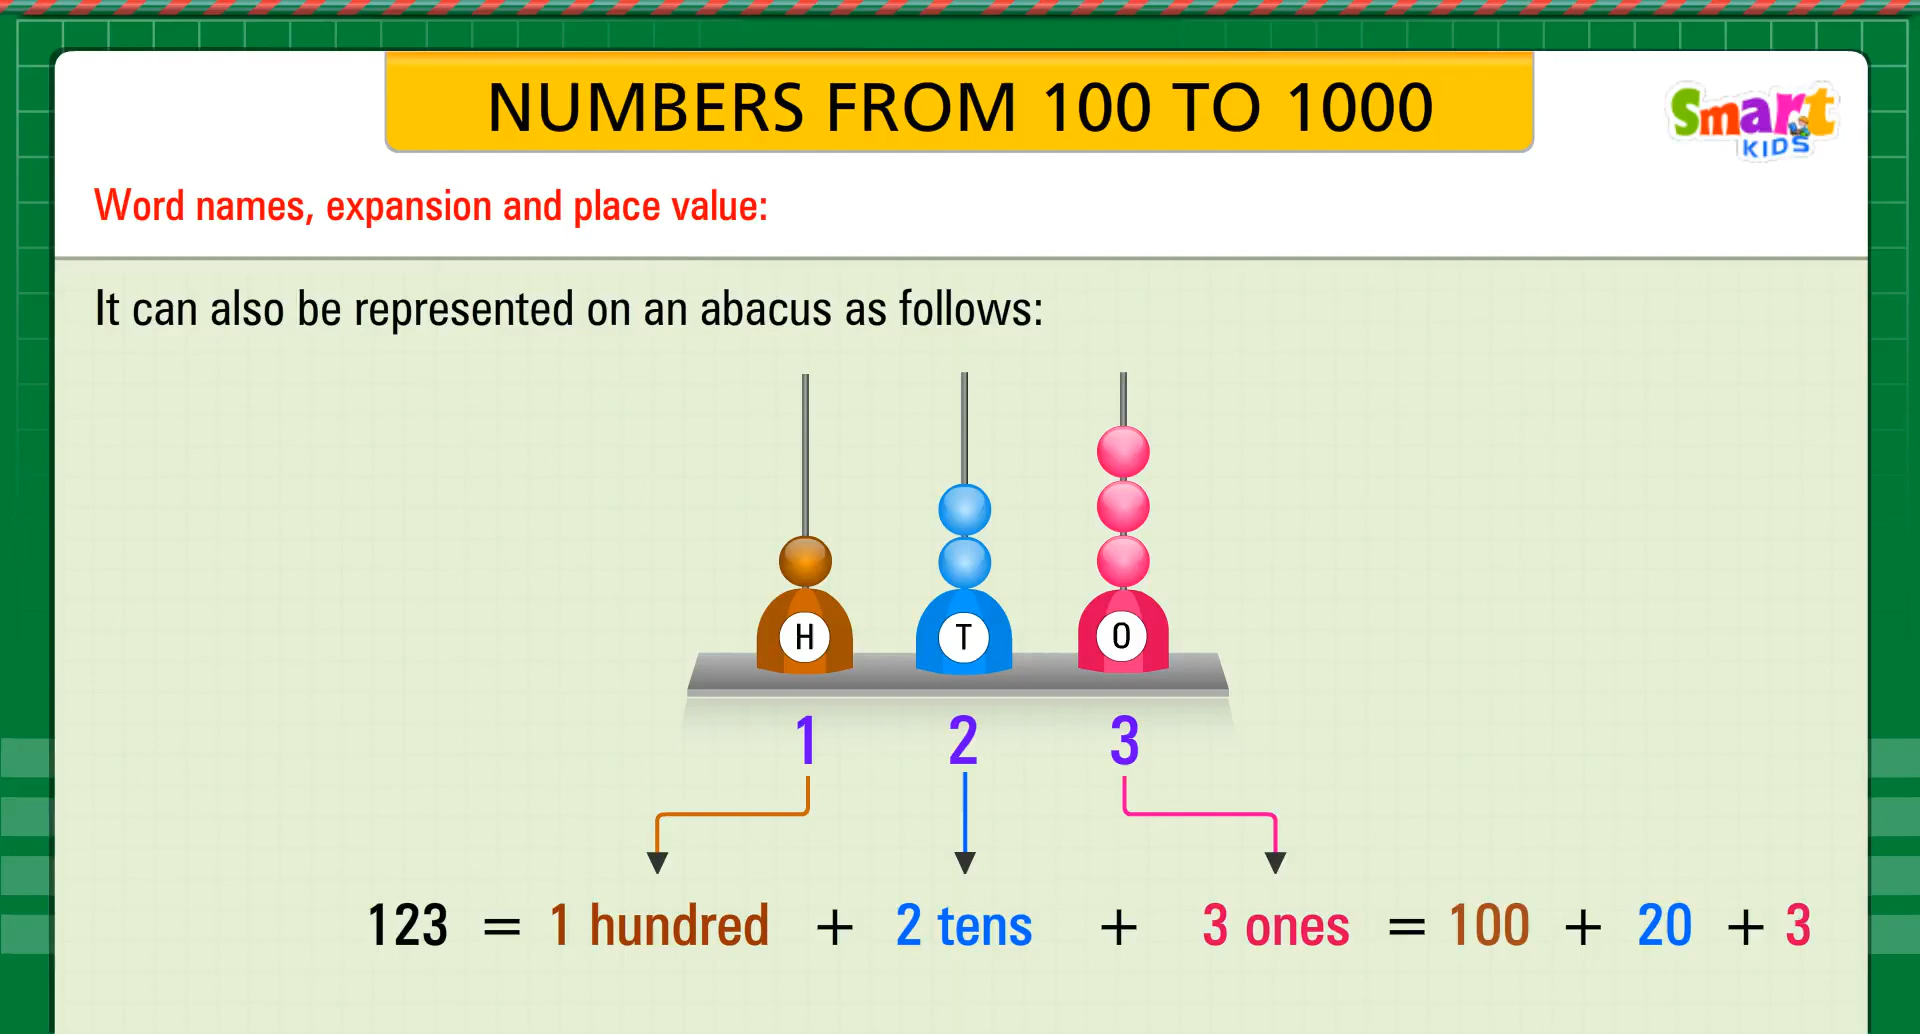 NUMBERS FROM 100 TO 1000
Smart
KIDS
Word names, expansion and place value:
It can also be represented on an abacus as follows:
H T O
1 2 3
123 = 1 hundred + 2 tens + 3 ones = 100 + 20 + 3